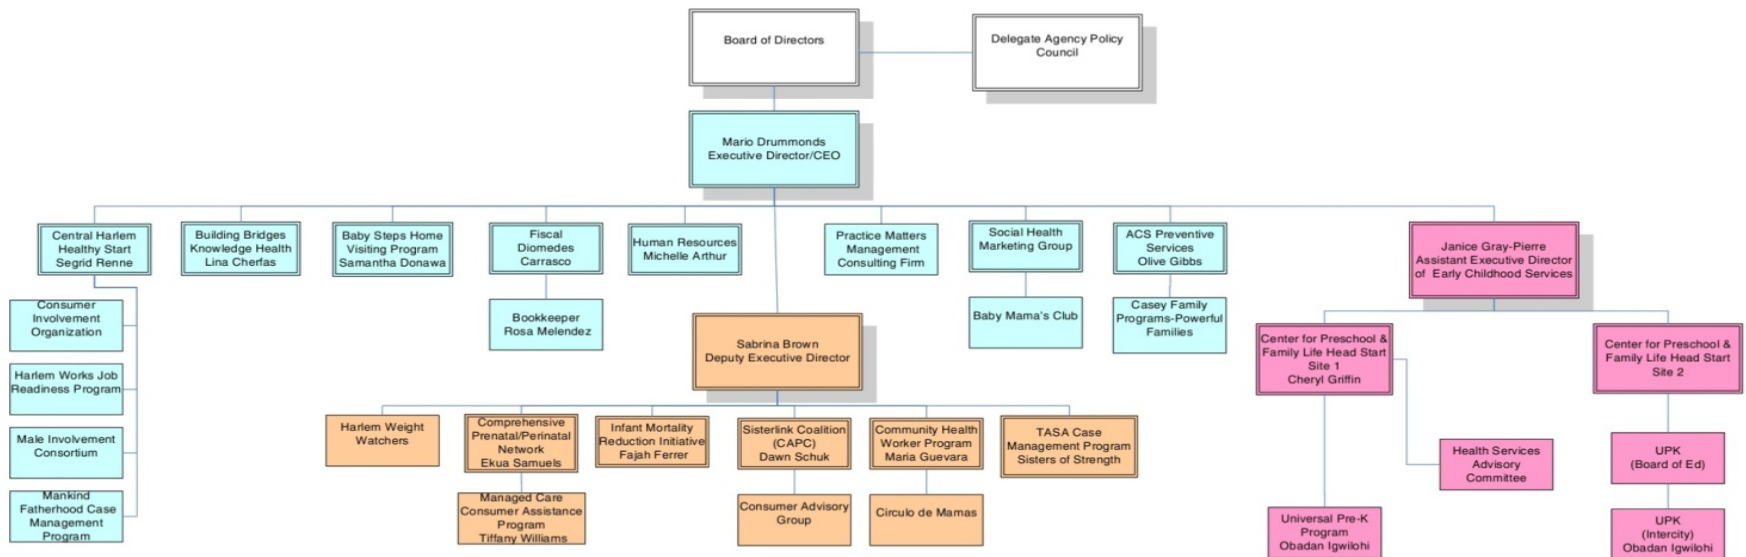 Board of Directors
Delegate Agency Policy
Council
Mario Drummonds
Executive Director/CEO
Central Harlem
Healthy Start
Segrid Renne
Building Bridges
Knowledge Health
Lina Cherfas
Baby Steps Home
Visiting Program
Samantha Donawa
Fiscal
Diomedes
Carrasco
Human Resources
Michelle Arthur
Practice Matters
Management
Consulting Firm
Social Health
Marketing Group
ACS Preventive
Services
Olive Gibbs
Janice Gray-Pierre
Assistant Executive Director
of Early Childhood Services
Consumer
Involvement
Organization
Harlem Works Job
Readiness Program
Male Involvement
Consortium
Mankind
Fatherhood Case
Management
Program
Bookkeeper
Rosa Melendez
Baby Mama's Club
Casey Family
Programs-Powerful
Families
Sabrina Brown
Deputy Executive Director
Harlem Weight
Watchers
Comprehensive
Prenatal/Perinatal
Network
Ekua Samuels
Infant Mortality
Reduction Initiative
Fajah Ferrer
Sisterlink Coalition
(CAPC)
Dawn Schuk
Community Health
Worker Program
Maria Guevara
TASA Case
Management Program
Sisters of Strength
Managed Care
Consumer Assistance
Program
Tiffany Williams
Consumer Advisory
Group
Circulo de Mamas
Center for Preschool &
Family Life Head Start
Site 1
Cheryl Griffin
Center for Preschool &
Family Life Head Start
Site 2
Health Services
Advisory
Committee
UPK
(Board of Ed)
Universal Pre-K
Program
Obadan Igwilohi
UPK
(Intercity)
Obadan Igwilohi